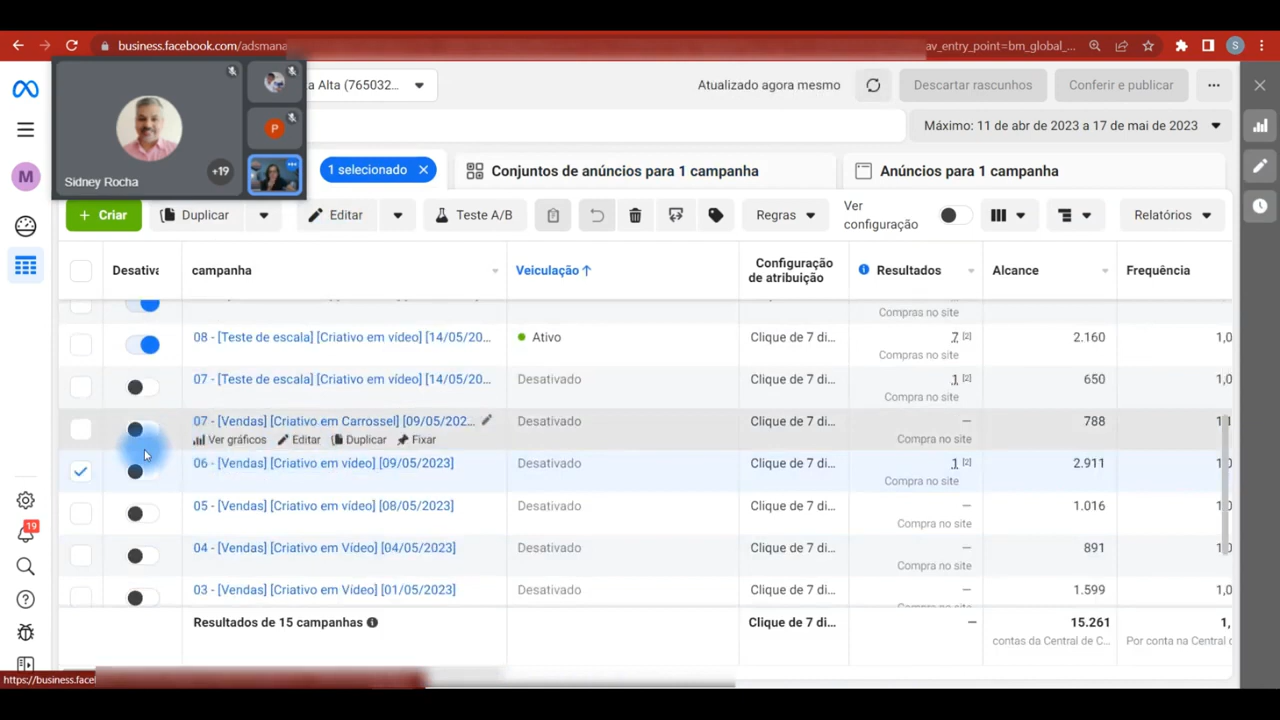 business.facebook.com/adsmana
av_entry_point=bm_global_...
S
Sidney Rocha
+19
P
a Alta (765032...
Atualizado agora mesmo
Descartar rascunhos
Conferir e publicar
Máximo: 11 de abr de 2023 a 17 de mai de 2023
M
1 selecionado
Conjuntos de anúncios para 1 campanha
Anúncios para 1 campanha
+ Criar
Duplicar
Editar
Teste A/B
Regras
Ver configuração
Relatórios
Desativa
campanha
Veiculação
Configuração de atribuição
Resultados
Alcance
Frequência
Compras no site
08 - [Teste de escala] [Criativo em vídeo] [14/05/20...
Ativo
Clique de 7 di...
7 [2]
Compras no site
2.160
1,0
07 - [Teste de escala] [Criativo em vídeo] [14/05/20...
Desativado
Clique de 7 di...
1 [2]
Compra no site
650
1,0
07 - [Vendas] [Criativo em Carrossel] [09/05/202...
Ver gráficos
Editar
Duplicar
Fixar
Desativado
Clique de 7 di...
—
Compra no site
788
06 - [Vendas] [Criativo em vídeo] [09/05/2023]
Desativado
Clique de 7 di...
1 [2]
Compra no site
2.911
05 - [Vendas] [Criativo em vídeo] [08/05/2023]
Desativado
Clique de 7 di...
—
Compra no site
1.016
04 - [Vendas] [Criativo em Vídeo] [04/05/2023]
Desativado
Clique de 7 di...
—
Compra no site
891
03 - [Vendas] [Criativo em Vídeo] [01/05/2023]
Desativado
Clique de 7 di...
—
1.599
1,0
19
Resultados de 15 campanhas
Clique de 7 di...
—
15.261
contas da Central de C...
1,
Por conta na Central d
https://business.facel